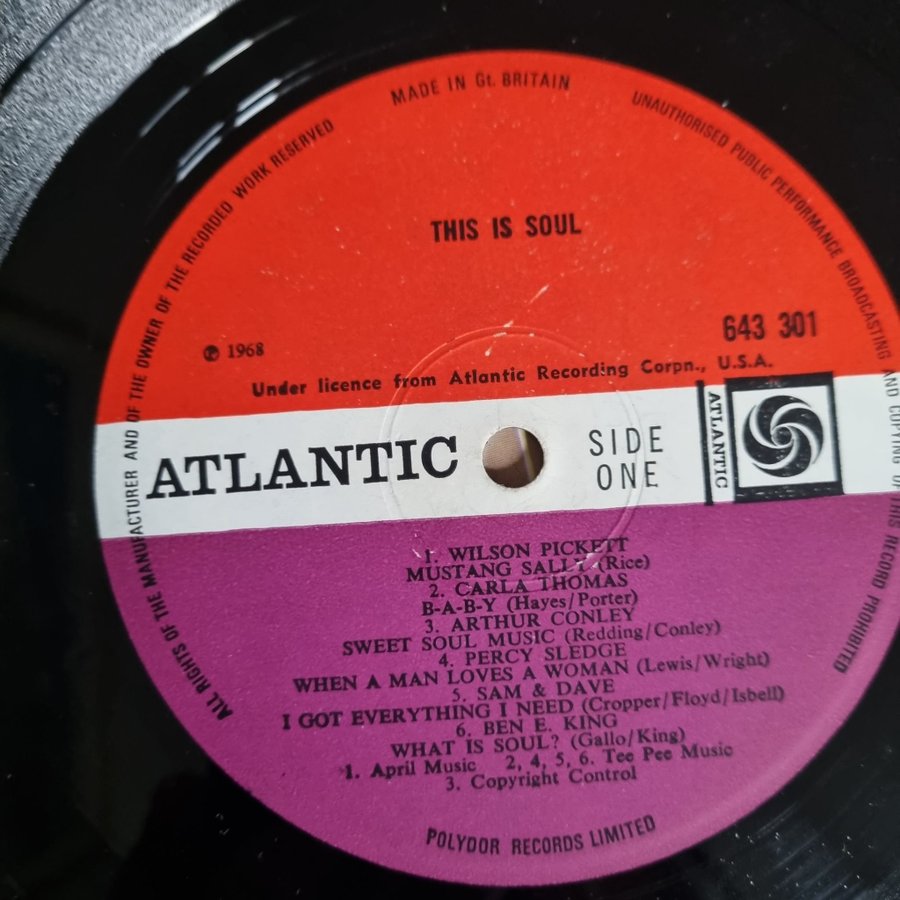 MADE IN Gt. BRITAIN
UNAUTHORISED PUBLIC PERFORMANCE BROADCASTING AND COPYING OF THIS RECORD PROHIBITED
ALL RIGHTS OF THE MANUFACTURER AND OF THE OWNER OF THE RECORDED WORK RESERVED
THIS IS SOUL
643 301
℗ 1968
Under licence from Atlantic Recording Corpn., U.S.A.
ATLANTIC
SIDE
ONE
ATLANTIC
1. WILSON PICKETT
MUSTANG SALLY (Rice)
2. CARLA THOMAS
B-A-B-Y (Hayes/Porter)
3. ARTHUR CONLEY
SWEET SOUL MUSIC (Redding/Conley)
4. PERCY SLEDGE
WHEN A MAN LOVES A WOMAN (Lewis/Wright)
5. SAM & DAVE
I GOT EVERYTHING I NEED (Cropper/Floyd/Isbell)
6. BEN E. KING
WHAT IS SOUL? (Gallo/King)
1. April Music 2, 4, 5, 6. Tee Pee Music
3. Copyright Control
POLYDOR RECORDS LIMITED